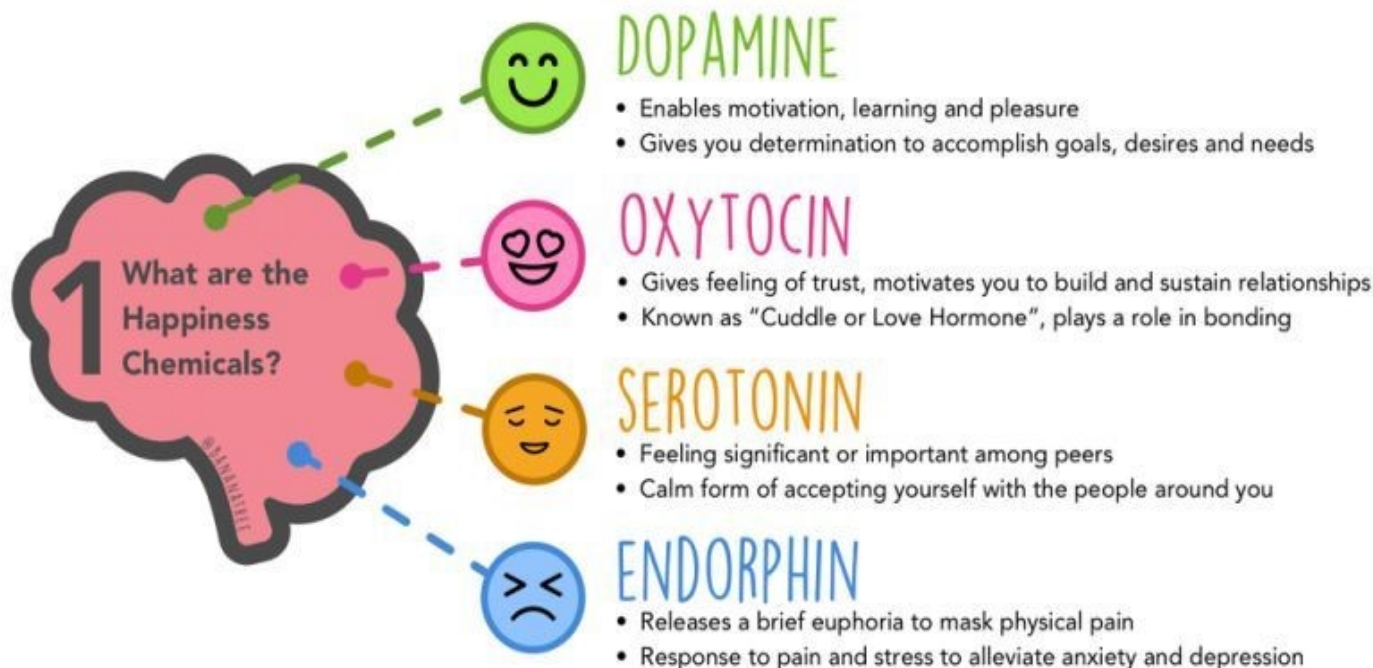 1
What are the
Happiness
Chemicals?
@BANANATREE
DOPAMINE
• Enables motivation, learning and pleasure
• Gives you determination to accomplish goals, desires and needs
OXYTOCIN
• Gives feeling of trust, motivates you to build and sustain relationships
• Known as “Cuddle or Love Hormone”, plays a role in bonding
SEROTONIN
• Feeling significant or important among peers
• Calm form of accepting yourself with the people around you
ENDORPHIN
• Releases a brief euphoria to mask physical pain
• Response to pain and stress to alleviate anxiety and depression